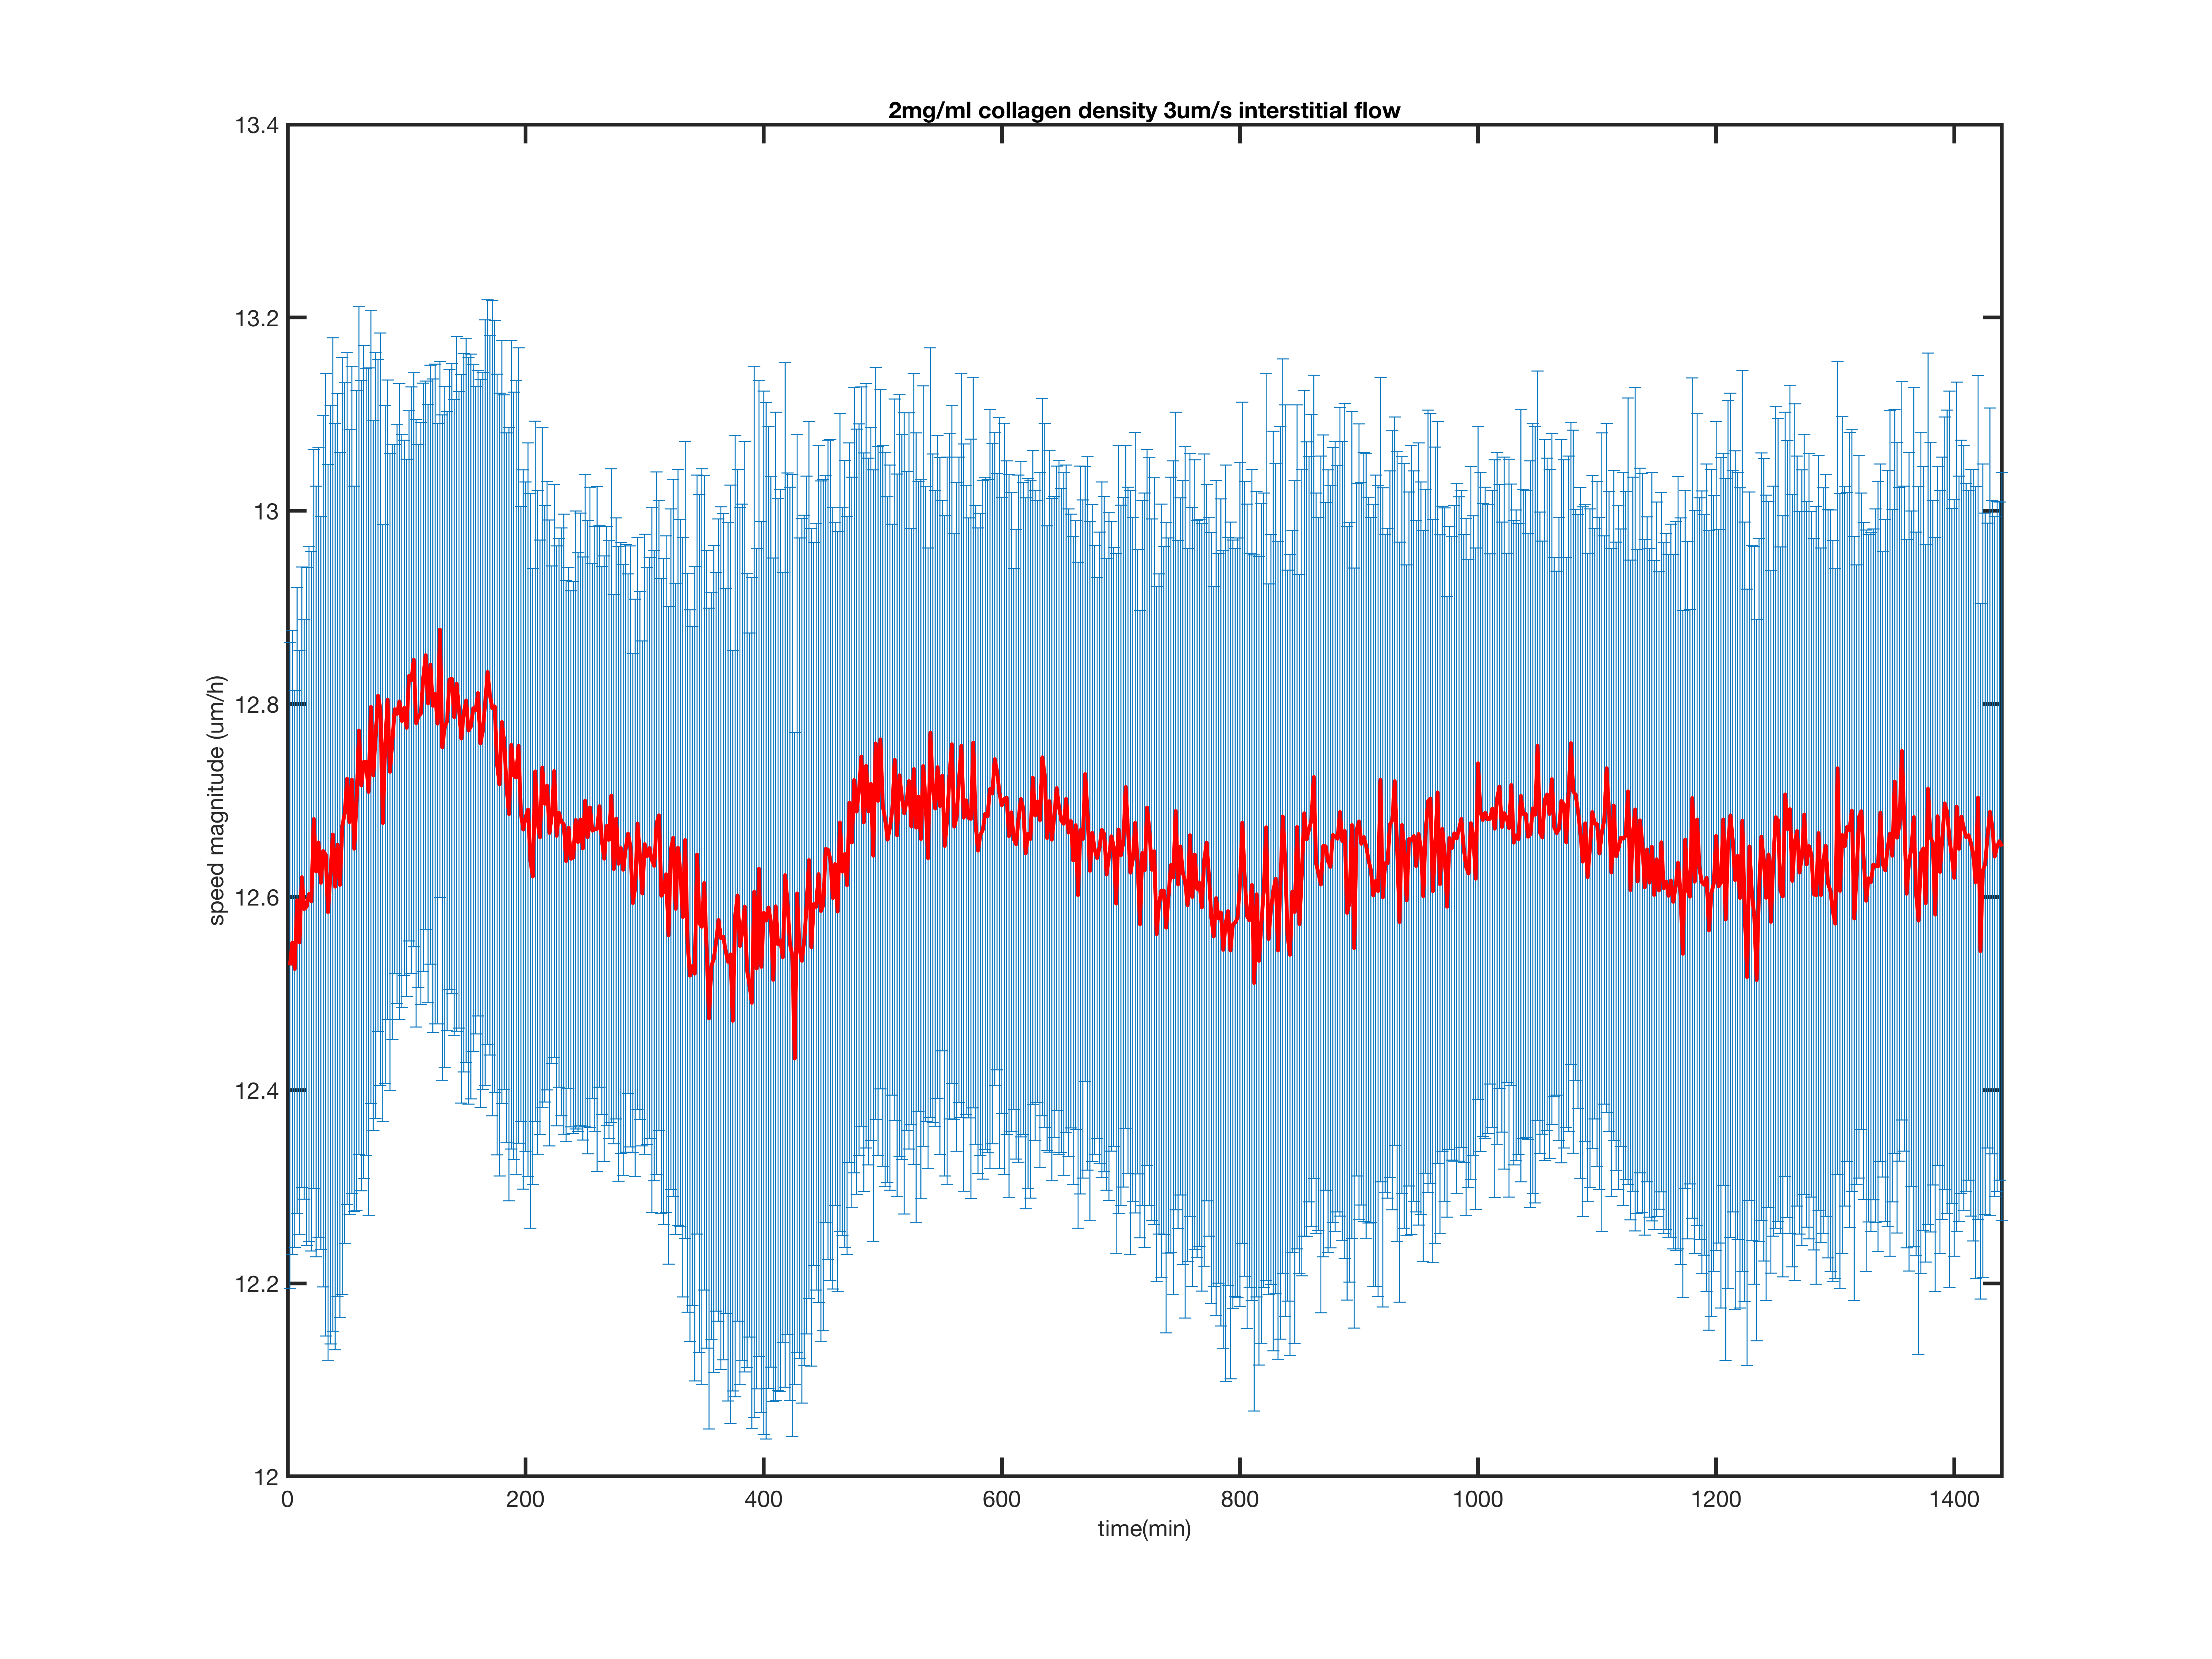 2mg/ml collagen density 3um/s interstitial flow
13.4
13.2
13
12.8
12.6
12.4
12.2
12
speed magnitude (um/h)
0 200 400 600 800 1000 1200 1400
time(min)